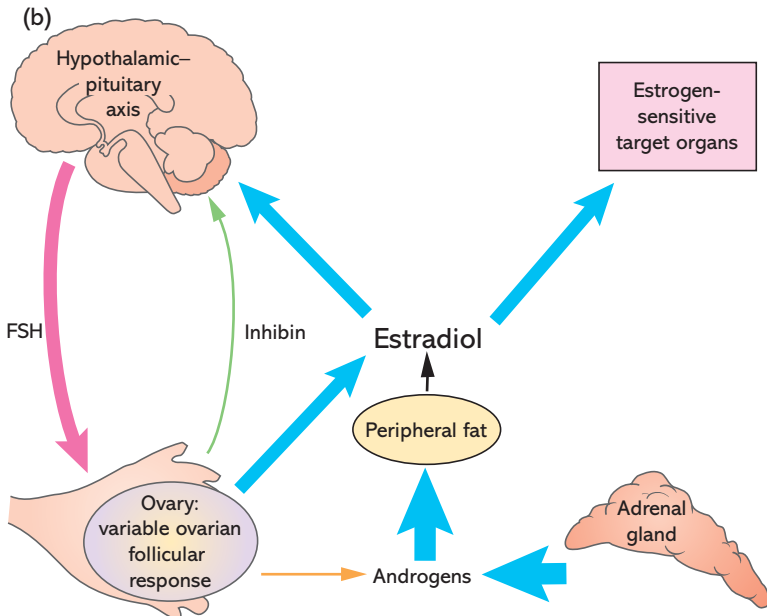 (b)
Hypothalamic–
pituitary
axis
Estrogen-
sensitive
target organs
FSH
Inhibin
Estradiol
Peripheral fat
Ovary:
variable ovarian
follicular
response
Androgens
Adrenal
gland